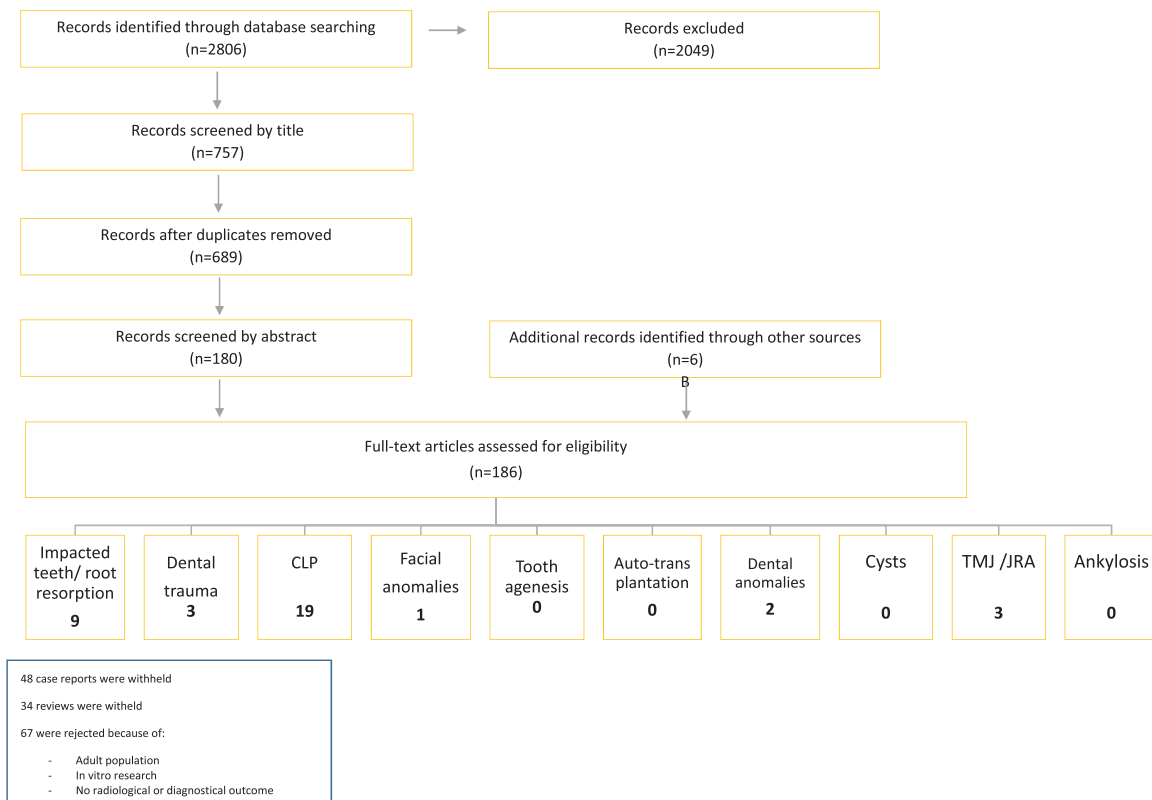 Records identified through database searching
(n=2806)
Records excluded
(n=2049)
Records screened by title
(n=757)
Records after duplicates removed
(n=689)
Records screened by abstract
(n=180)
Additional records identified through other sources
(n=6)
B
Full-text articles assessed for eligibility
(n=186)
Impacted
teeth/ root
resorption
9
Dental
trauma
3
CLP
19
Facial
anomalies
1
Tooth
agenesis
0
Auto-trans
plantation
0
Dental
anomalies
2
Cysts
0
TMJ /JRA
3
Ankylosis
0
48 case reports were withheld
34 reviews were witheld
67 were rejected because of:
- Adult population
- In vitro research
- No radiological or diagnostical outcome